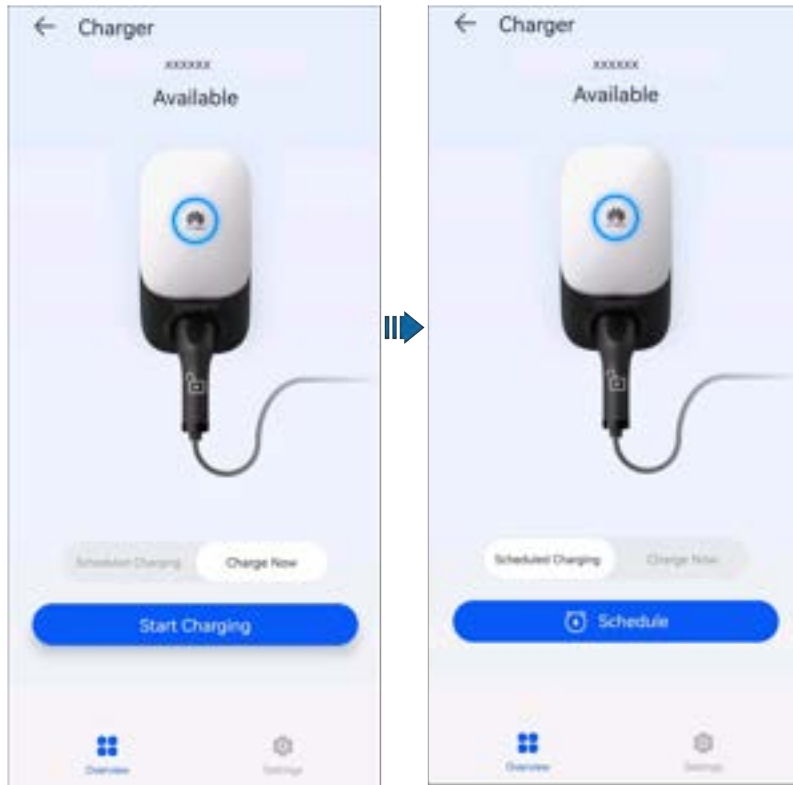 Charger
xxxxxx
Available
Scheduled Charging Charge Now
Start Charging
Overview Settings
Charger
xxxxxx
Available
Scheduled Charging Charge Now
Schedule
Overview Settings